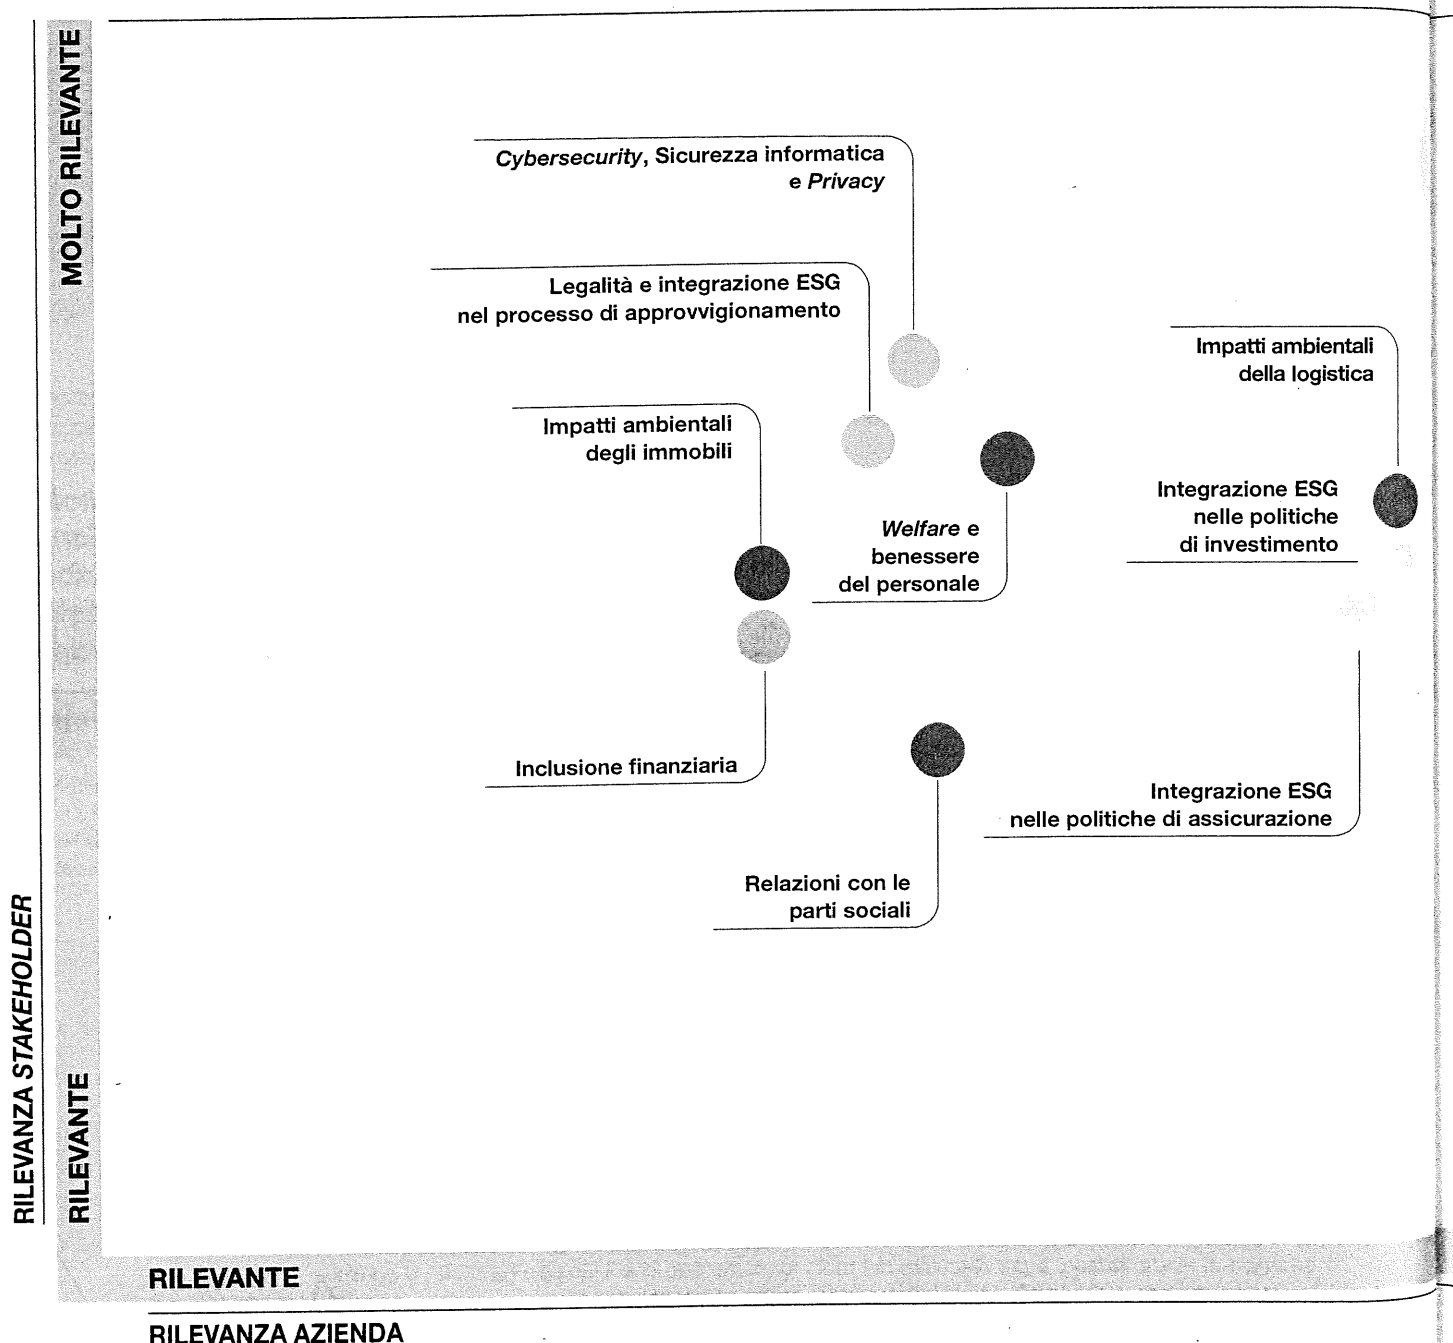 MOLTO RILEVANTE
Cybersecurity, Sicurezza informatica
e Privacy
Legalità e integrazione ESG
nel processo di approvvigionamento
Impatti ambientali
della logistica
Impatti ambientali
degli immobili
Integrazione ESG
nelle politiche
di investimento
Welfare e
benessere
del personale
Inclusione finanziaria
Integrazione ESG
nelle politiche di assicurazione
Relazioni con le
parti sociali
RILEVANZA STAKEHOLDER
RILEVANTE
RILEVANTE
RILEVANZA AZIENDA